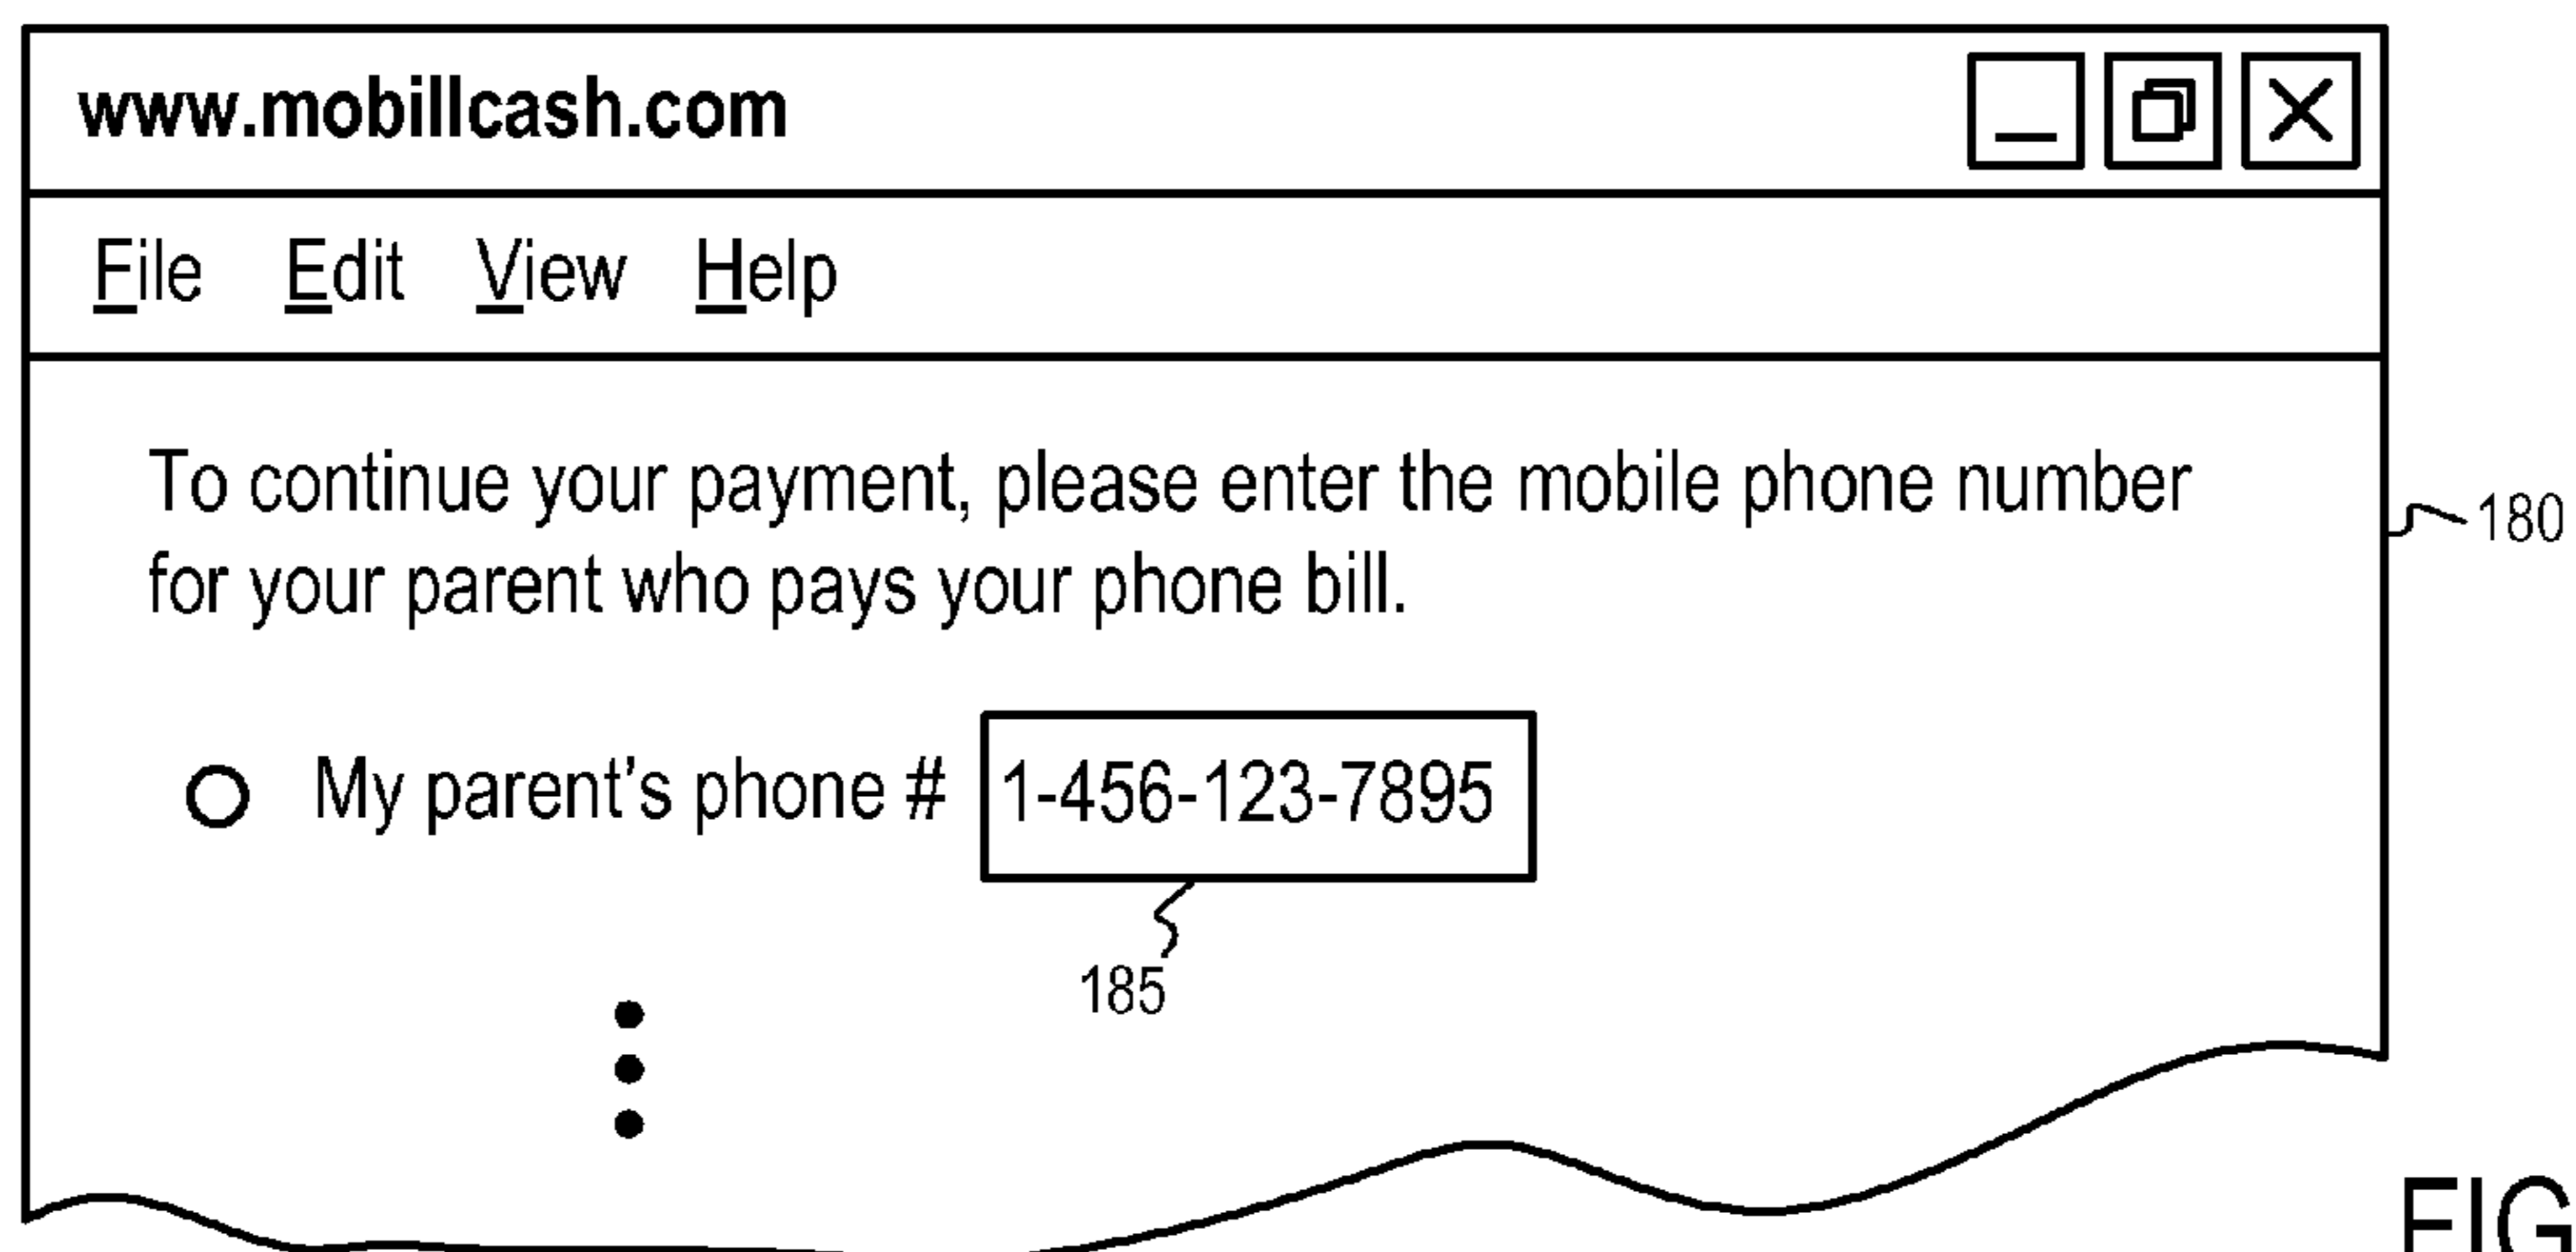 www.mobillcash.com
File Edit View Help
To continue your payment, please enter the mobile phone number
for your parent who pays your phone bill.
180
My parent's phone # 1-456-123-7895
185
FIG